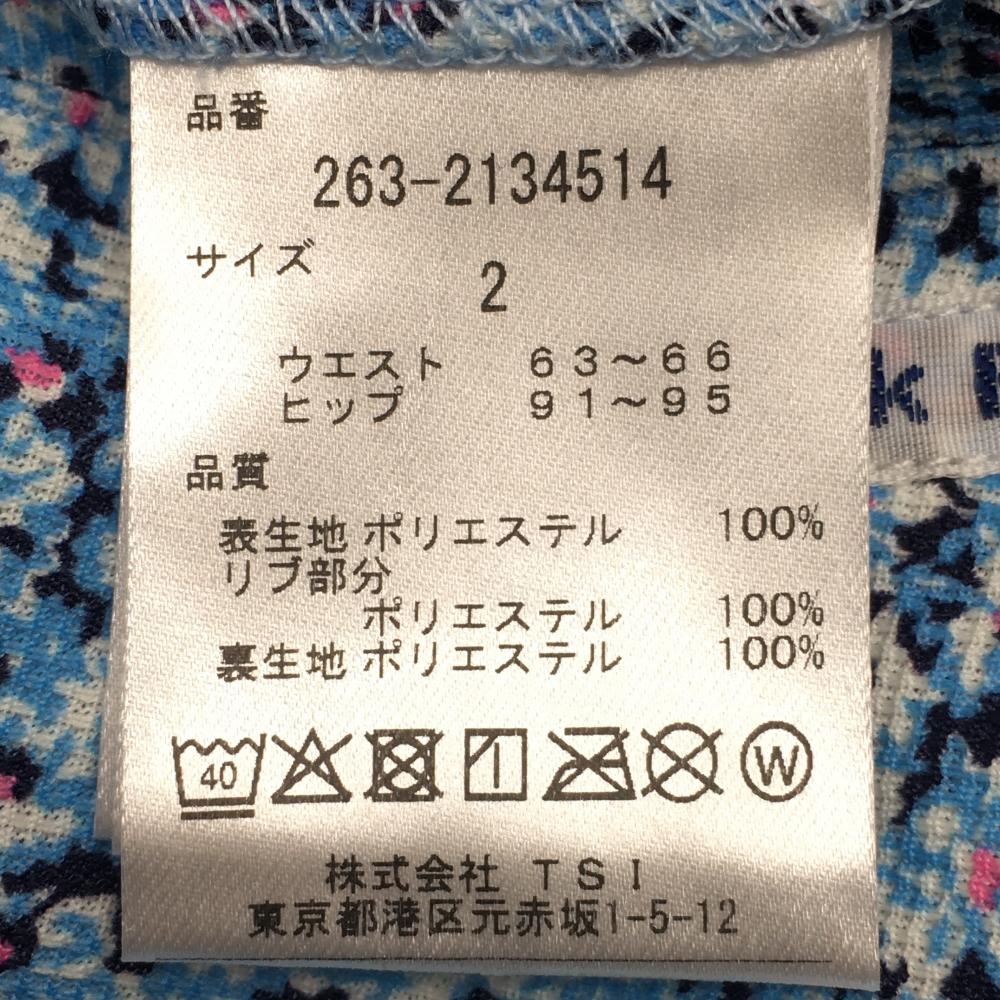 品番
263-2134514
サイズ
2
ウエスト 63～66
ヒップ 91～95
品質
表生地 ポリエステル 100%
リブ部分
ポリエステル 100%
裏生地 ポリエステル 100%
40
W
株式会社 TSI
東京都港区元赤坂1-5-12
k